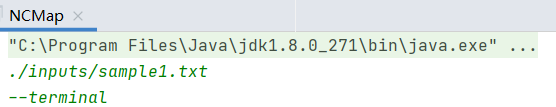 NCMap ×
"C:\Program Files\Java\jdk1.8.0_271\bin\java.exe" ...
./inputs/sample1.txt
--terminal